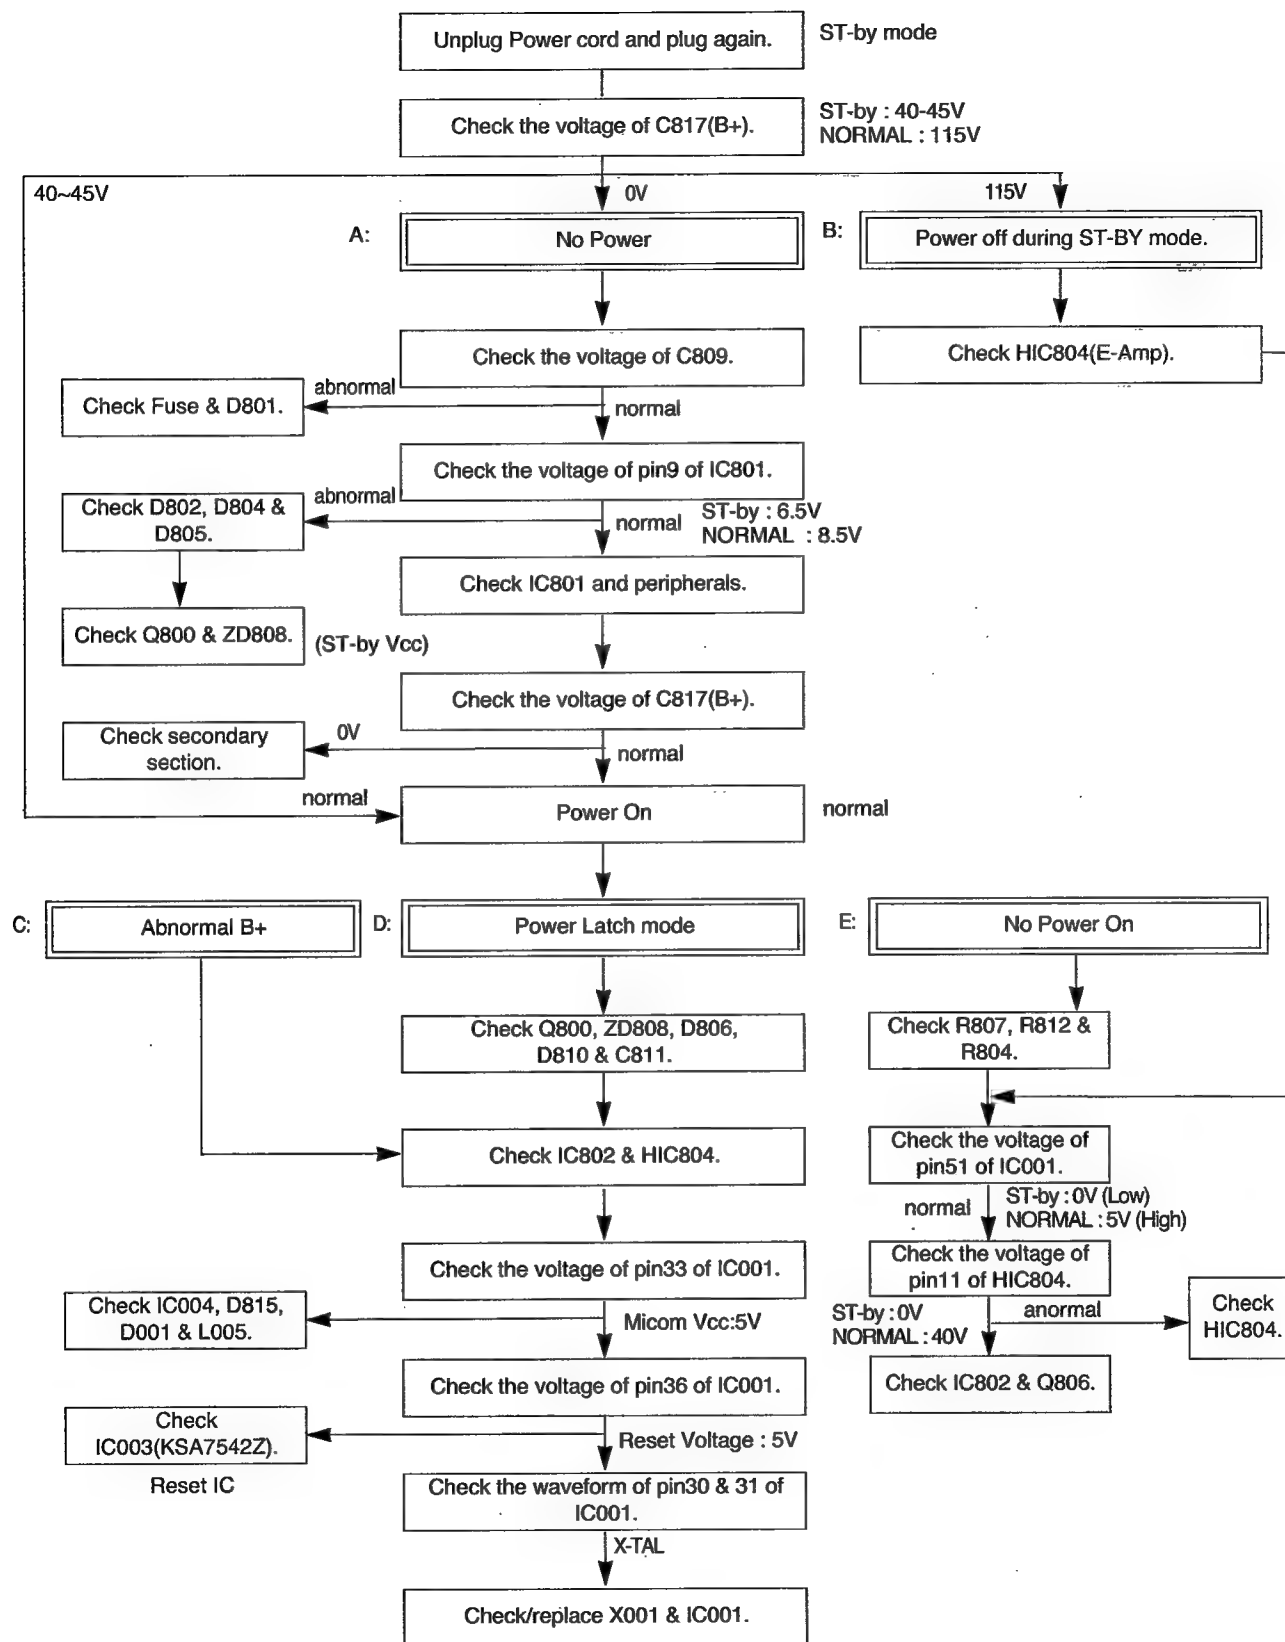 Unplug Power cord and plug again.
ST-by mode
Check the voltage of C817(B+).
ST-by : 40-45V
NORMAL : 115V
40~45V
0V
115V
A:
No Power
B:
Power off during ST-BY mode.
Check the voltage of C809.
Check HIC804(E-Amp).
abnormal
Check Fuse & D801.
normal
Check the voltage of pin9 of IC801.
abnormal
Check D802, D804 &
D805.
normal
ST-by : 6.5V
NORMAL : 8.5V
Check IC801 and peripherals.
Check Q800 & ZD808.
(ST-by Vcc)
Check the voltage of C817(B+).
Check secondary
section.
0V
normal
normal
Power On
normal
C:
Abnormal B+
D:
Power Latch mode
E:
No Power On
Check Q800, ZD808, D806,
D810 & C811.
Check R807, R812 &
R804.
Check IC802 & HIC804.
Check the voltage of
pin51 of IC001.
normal
ST-by : 0V (Low)
NORMAL : 5V (High)
Check the voltage of pin33 of IC001.
Check the voltage of
pin11 of HIC804.
Check IC004, D815,
D001 & L005.
Micom Vcc:5V
ST-by : 0V
NORMAL : 40V
anormal
Check
HIC804.
Check the voltage of pin36 of IC001.
Check IC802 & Q806.
Check
IC003(KSA7542Z).
Reset IC
Reset Voltage : 5V
Check the waveform of pin30 & 31 of
IC001.
X-TAL
Check/replace X001 & IC001.